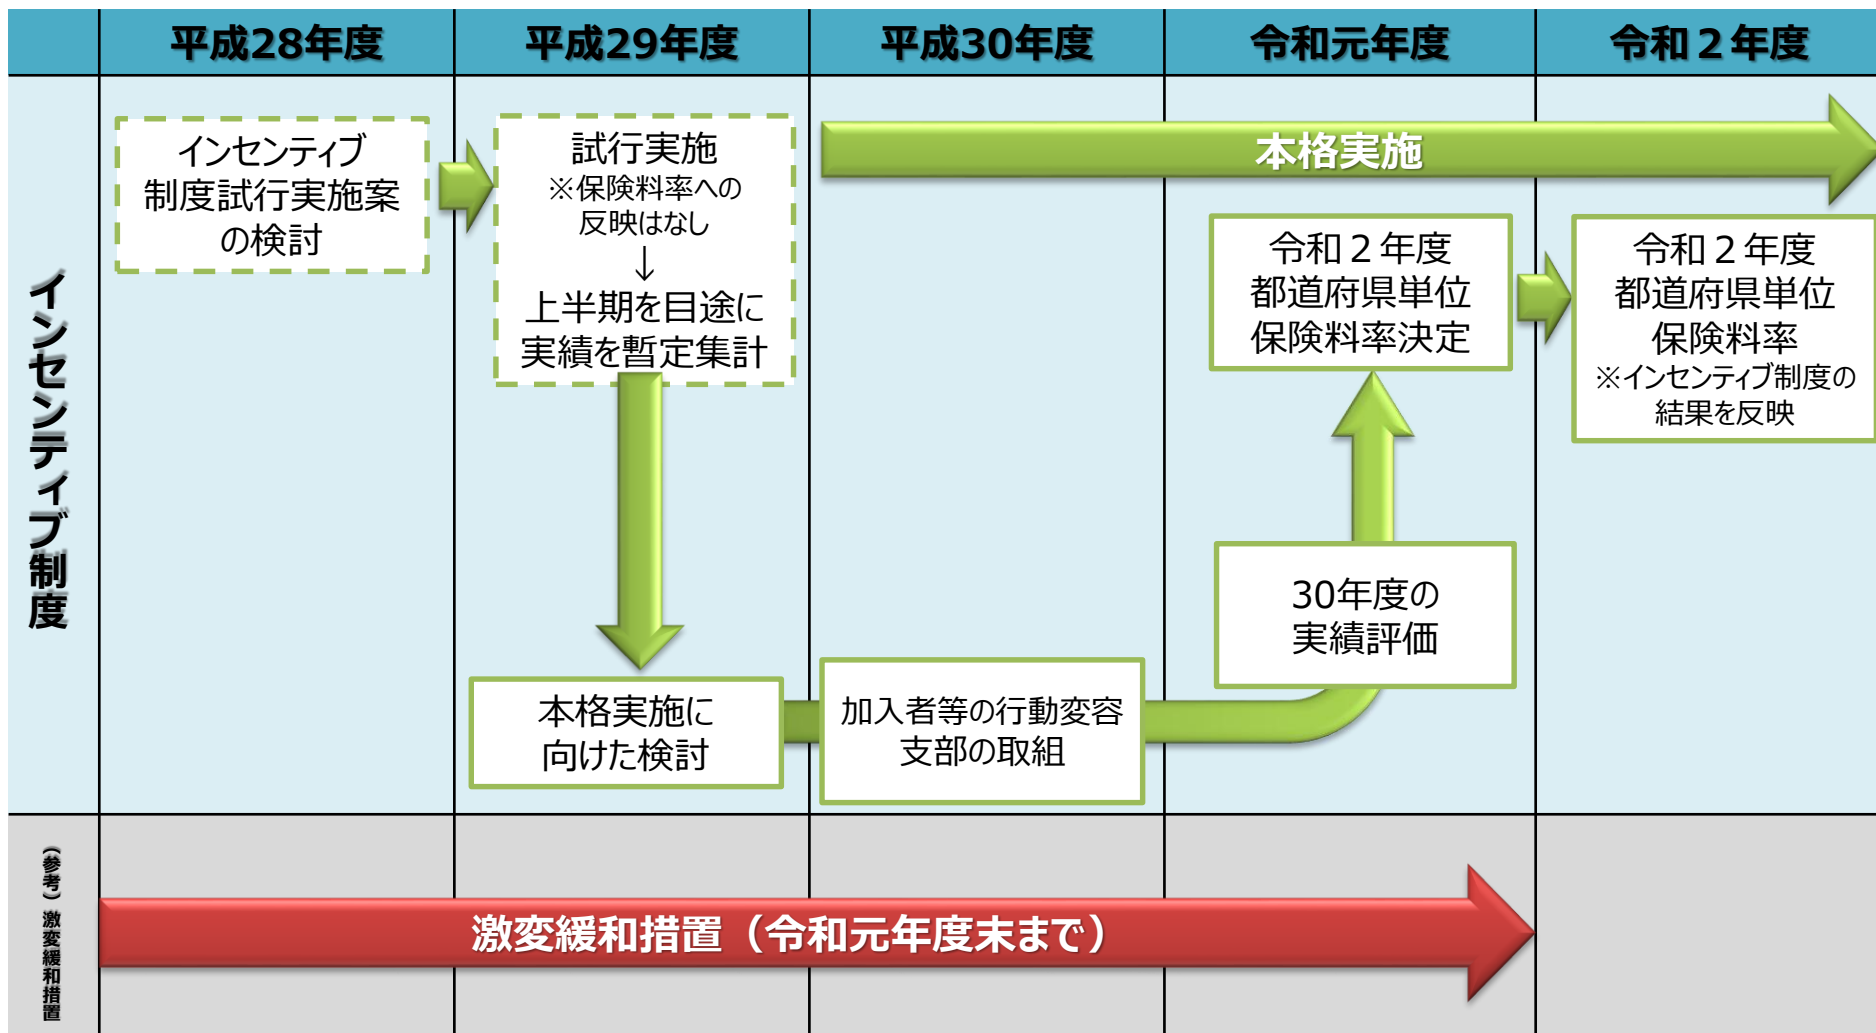 平成28年度
平成29年度
平成30年度
令和元年度
令和２年度
インセンティブ制度
インセンティブ
制度試行実施案
の検討
試行実施
※保険料率への
反映はなし
↓
上半期を目途に
実績を暫定集計
本格実施に
向けた検討
本格実施
加入者等の行動変容
支部の取組
30年度の
実績評価
令和２年度
都道府県単位
保険料率決定
令和２年度
都道府県単位
保険料率
※インセンティブ制度の
結果を反映
（参考）激変緩和措置
激変緩和措置（令和元年度末まで）